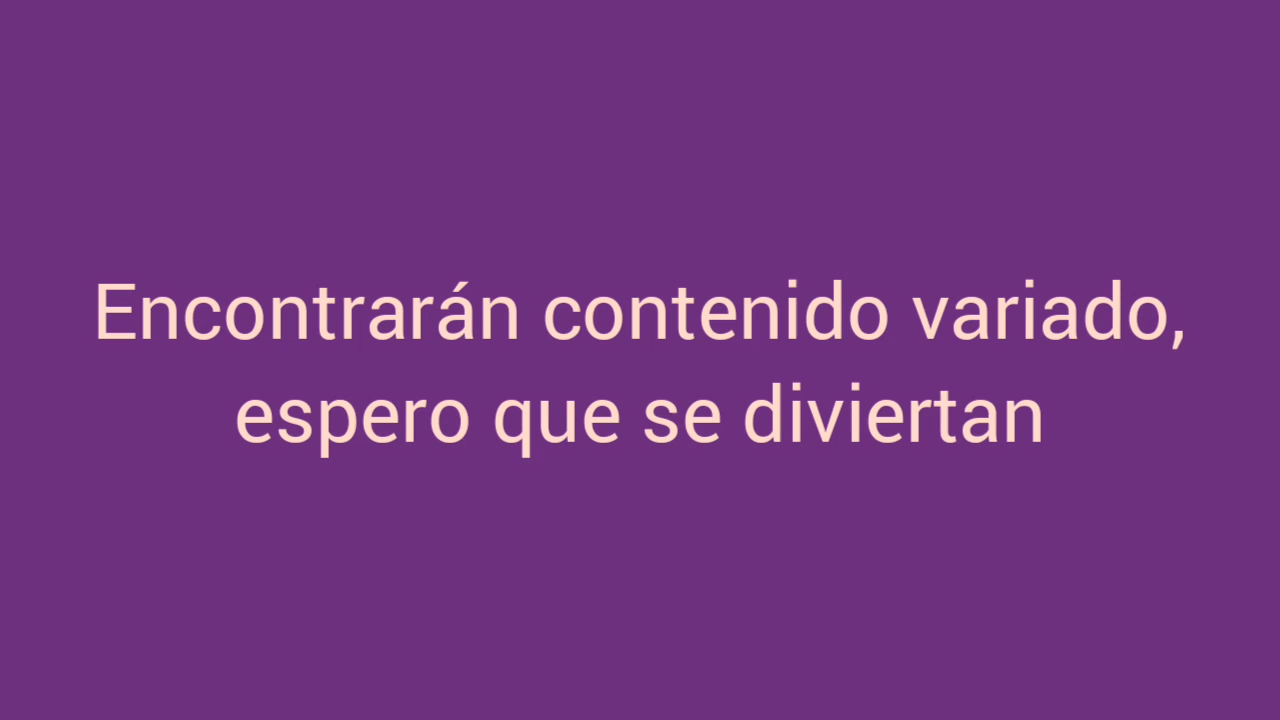 Encontrarán contenido variado,
espero que se diviertan